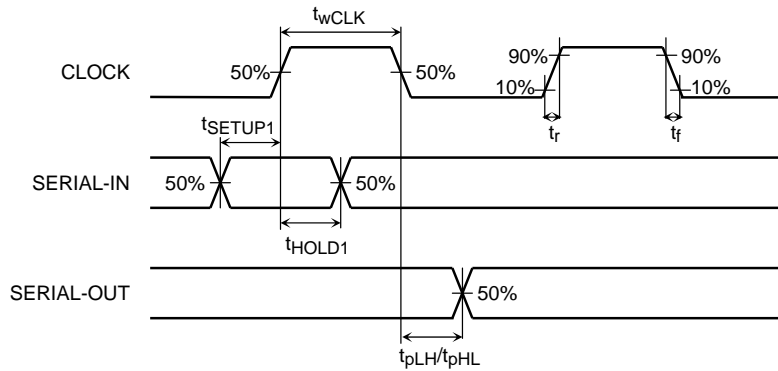 twCLK
CLOCK 50% 50% 90% 90%
10% 10%
tSETUP1 tr tf
SERIAL-IN 50% 50%
tHOLD1
SERIAL-OUT 50%
tpLH/tpHL